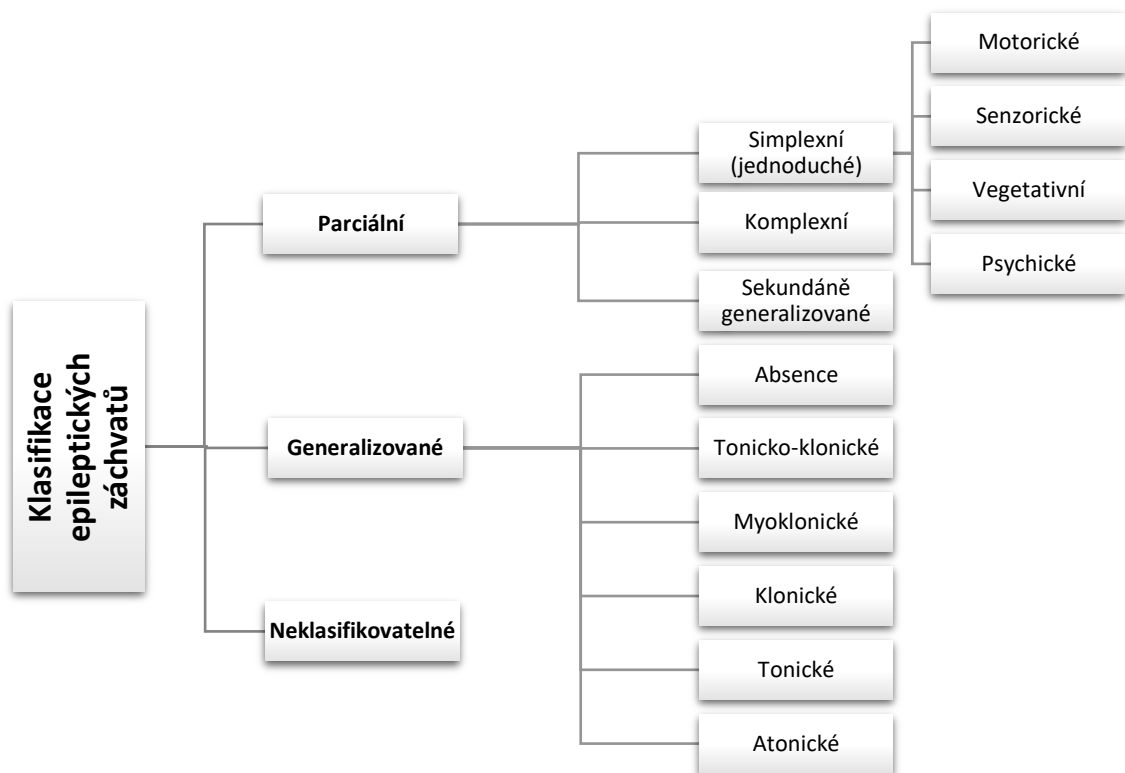 Klasifikace
epileptických
záchvatů
Parciální
Simplexní
(jednoduché)
Motorické
Senzorické
Vegetativní
Psychické
Komplexní
Sekundáně
generalizované
Generalizované
Absence
Tonicko-klonické
Myoklonické
Klonické
Tonické
Atonické
Neklasifikovatelné